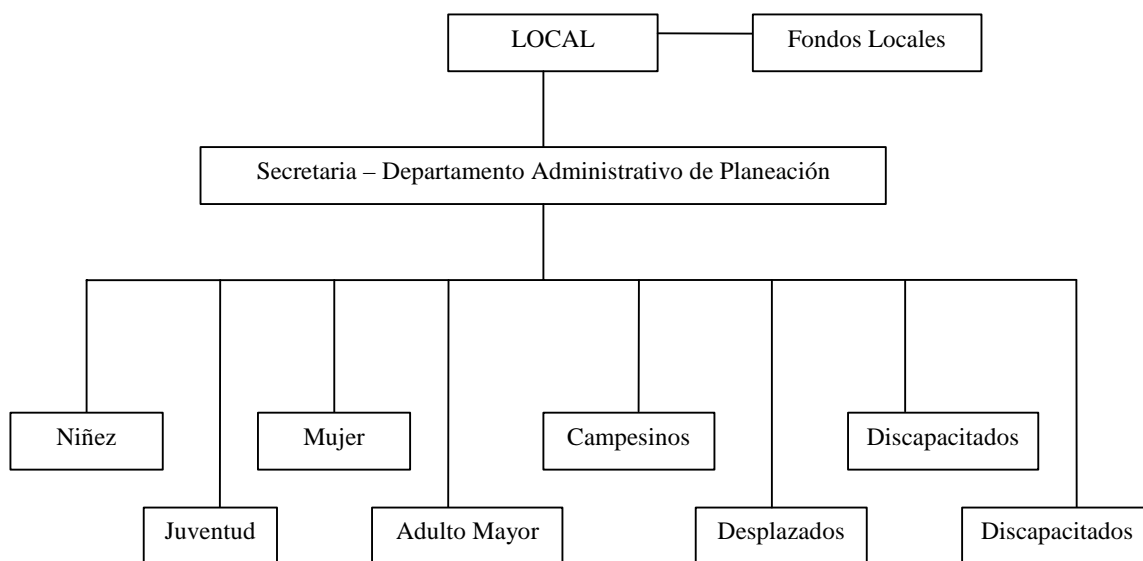 LOCAL
Fondos Locales
Secretaria – Departamento Administrativo de Planeación
Niñez
Mujer
Campesinos
Discapacitados
Juventud
Adulto Mayor
Desplazados
Discapacitados